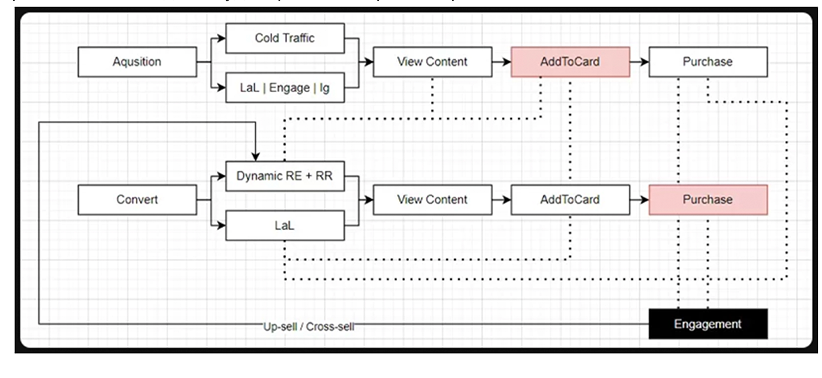 Cold Traffic
Aqusition
View Content
AddToCard
Purchase
LaL | Engage | Ig
Dynamic RE + RR
Convert
View Content
AddToCard
Purchase
LaL
Engagement
Up-sell / Cross-sell